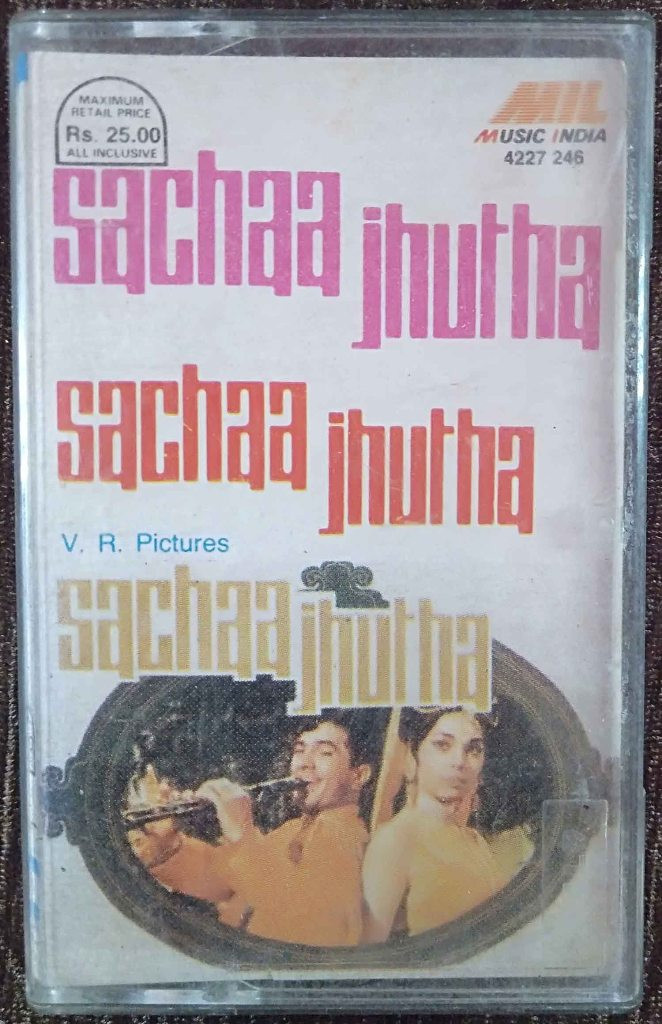 MAXIMUM
RETAIL PRICE
Rs. 25.00
ALL INCLUSIVE
MIL
MUSIC INDIA
4227 246
sachaa jhutha
sachaa jhutha
V. R. Pictures
sachaa jhutha